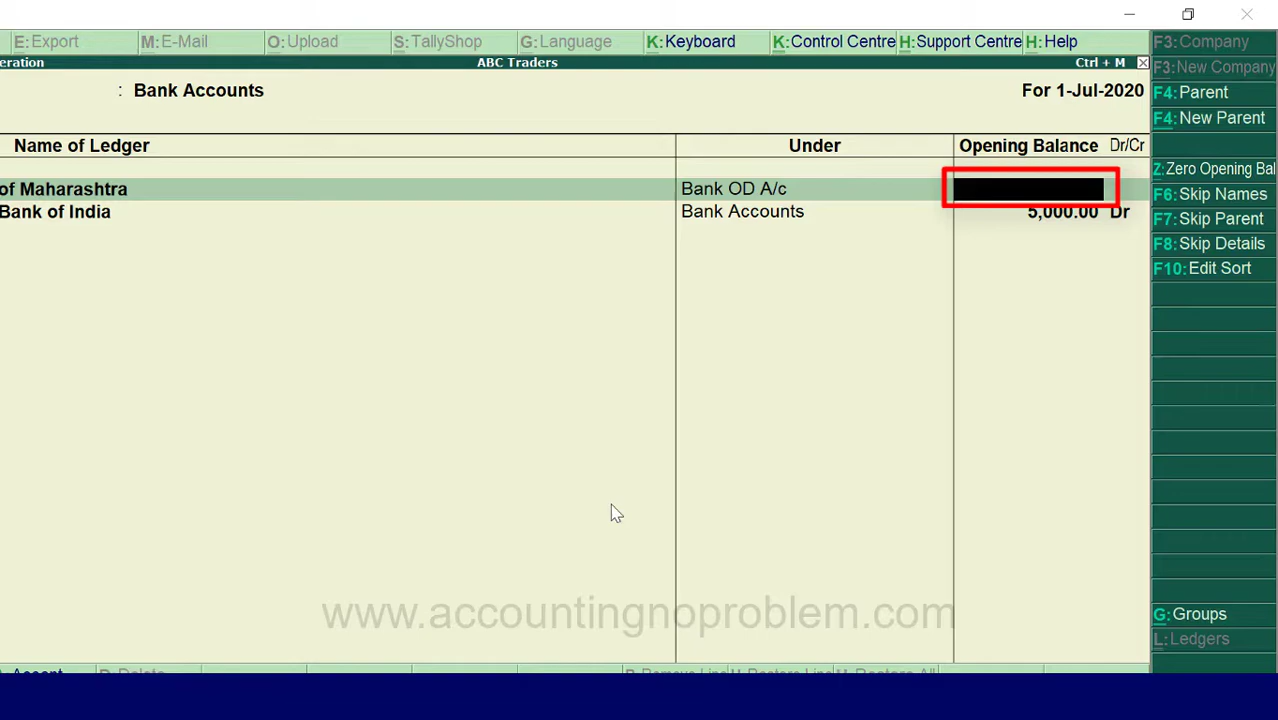 E:Export M:E-Mail O:Upload S:TallyShop G:Language K:Keyboard K:Control Centre H:Support Centre H:Help F3:Company
eration ABC Traders Ctrl + M
F3:New Company
: Bank Accounts For 1-Jul-2020 F4:Parent
F4:New Parent
Name of Ledger Under Opening Balance Dr/Cr
Z:Zero Opening Bal
of Maharashtra Bank OD A/c F6:Skip Names
Bank of India Bank Accounts 5,000.00 Dr F7:Skip Parent
F8:Skip Details
F10:Edit Sort
www.accountingnoproblem.com
G:Groups
L:Ledgers